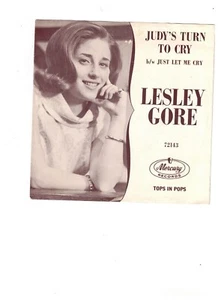 JUDY'S TURN
TO CRY
b/w JUST LET ME CRY
LESLEY
GORE
72143
Mercury
RECORDS
TOPS IN POPS